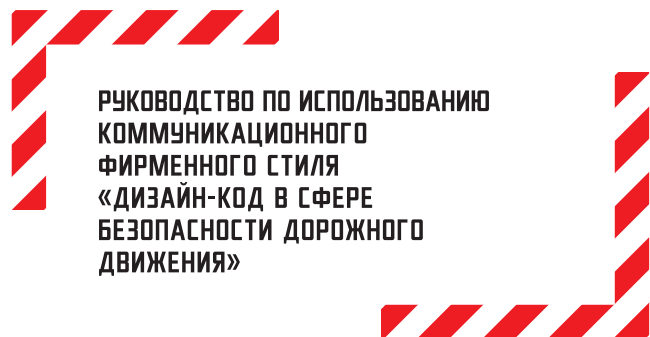 РУКОВОДСТВО ПО ИСПОЛЬЗОВАНИЮ
КОММУНИКАЦИОННОГО
ФИРМЕННОГО СТИЛЯ
«ДИЗАЙН-КОД В СФЕРЕ
БЕЗОПАСНОСТИ ДОРОЖНОГО
ДВИЖЕНИЯ»